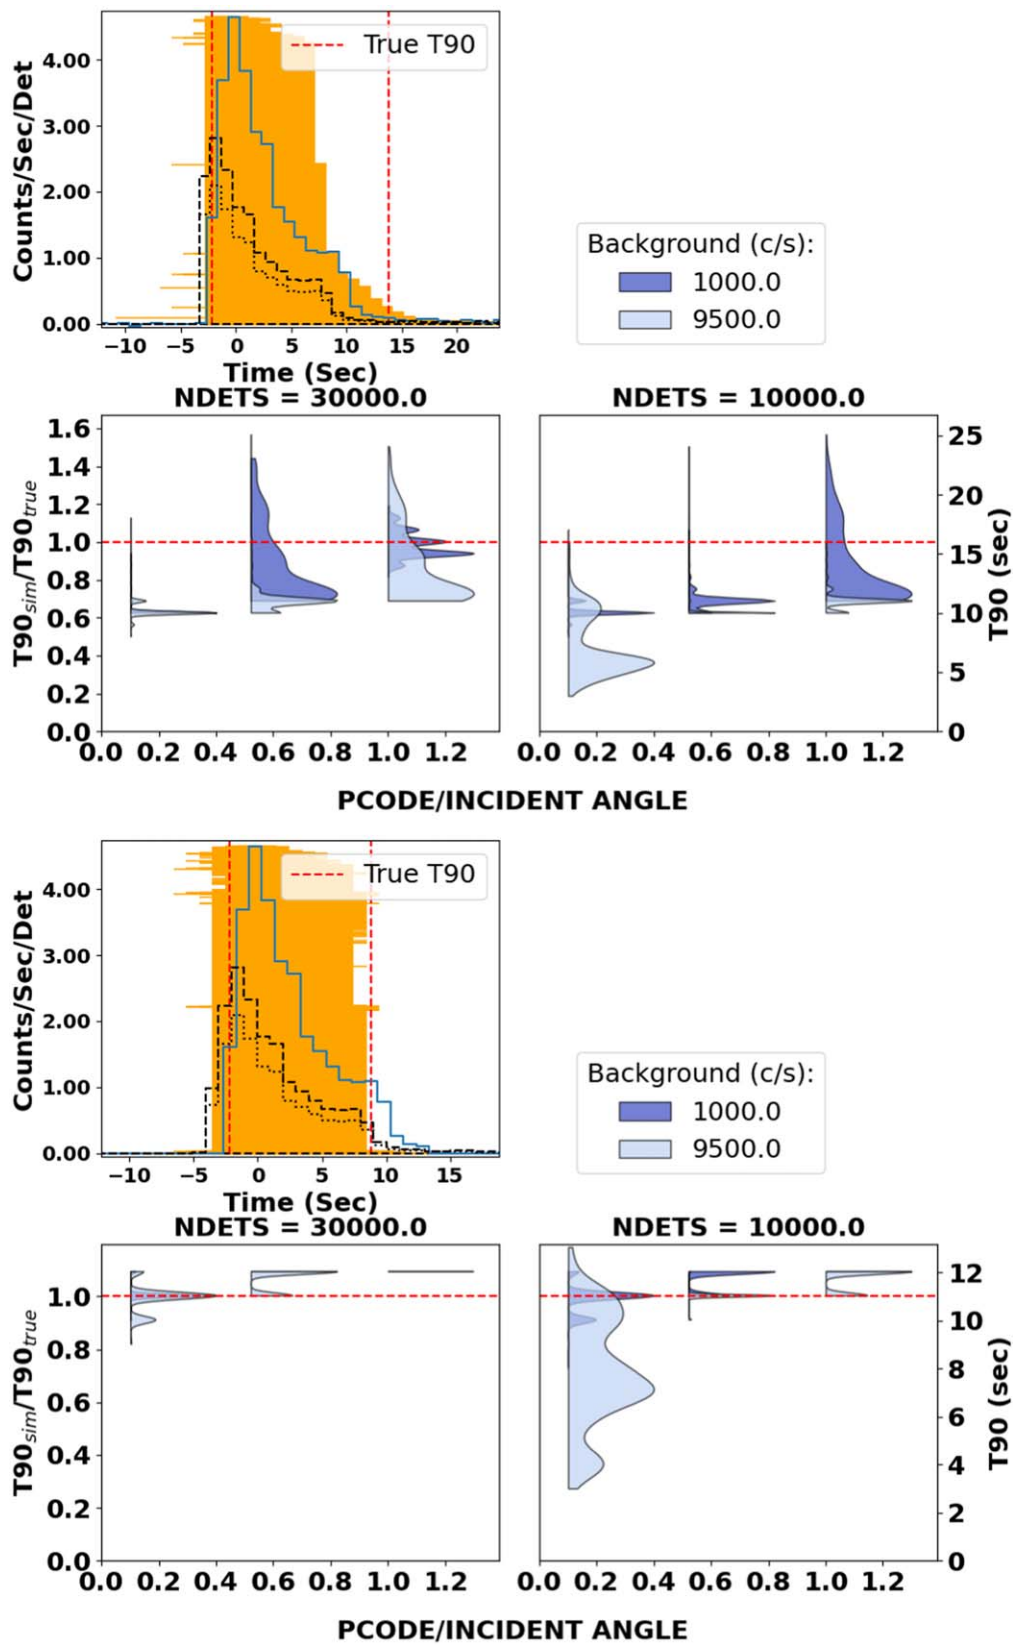 4.00
3.00
2.00
1.00
0.00
Counts/Sec/Det
True T90
−10 −5 0 5 10 15 20
Time (Sec)
Background (c/s):
1000.0
9500.0
NDETS = 30000.0
NDETS = 10000.0
1.6
1.4
1.2
1.0
0.8
0.6
0.4
0.2
0.0
T90sim/T90true
0.0 0.2 0.4 0.6 0.8 1.0 1.2
0.0 0.2 0.4 0.6 0.8 1.0 1.2
25
20
15
10
5
0
T90 (sec)
PCODE/INCIDENT ANGLE
4.00
3.00
2.00
1.00
0.00
Counts/Sec/Det
True T90
−10 −5 0 5 10 15
Time (Sec)
Background (c/s):
1000.0
9500.0
NDETS = 30000.0
NDETS = 10000.0
1.0
0.8
0.6
0.4
0.2
0.0
T90sim/T90true
0.0 0.2 0.4 0.6 0.8 1.0 1.2
0.0 0.2 0.4 0.6 0.8 1.0 1.2
12
10
8
6
4
2
0
T90 (sec)
PCODE/INCIDENT ANGLE